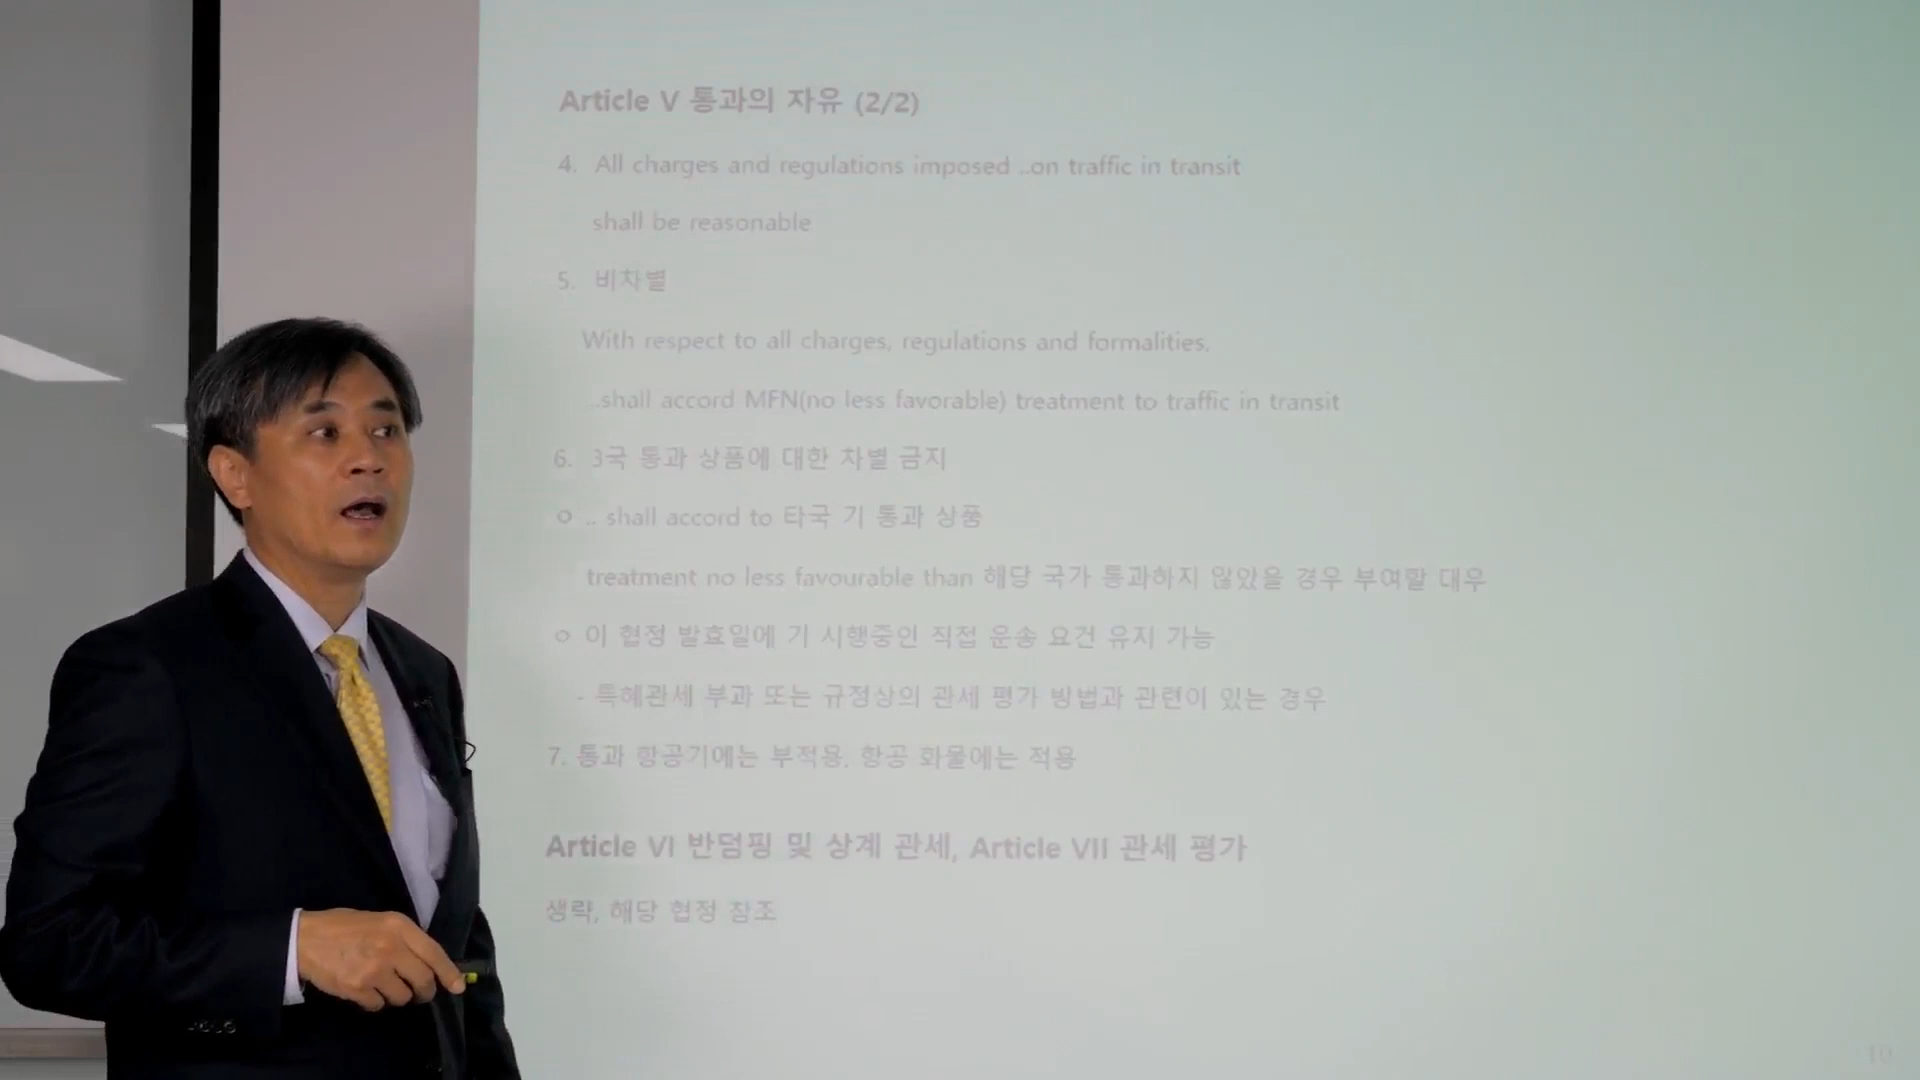 Article V 통과의 자유 (2/2)
4. All charges and regulations imposed ..on traffic in transit
shall be reasonable
5. 비차별
With respect to all charges, regulations and formalities,
..shall accord MFN(no less favorable) treatment to traffic in transit
6. 3국 통과 상품에 대한 차별 금지
o .. shall accord to 타국 기 통과 상품
treatment no less favourable than 해당 국가 통과하지 않았을 경우 부여할 대우
o 이 협정 발효일에 기 시행중인 직접 운송 요건 유지 가능
- 특혜관세 부과 또는 규정상의 관세 평가 방법과 관련이 있는 경우
7. 통과 항공기에는 부적용, 항공 화물에는 적용
Article VI 반덤핑 및 상계 관세, Article VII 관세 평가
생략, 해당 협정 참조
10